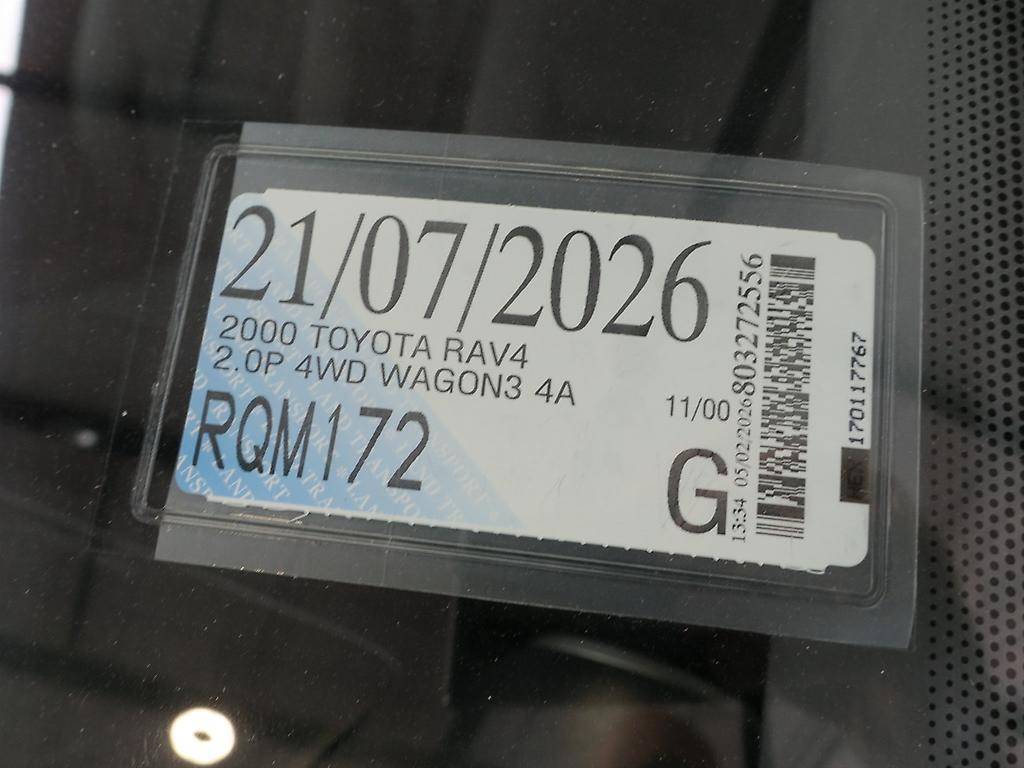 21/07/2026
2000 TOYOTA RAV4
2.0P 4WD WAGON3 4A
11/00
RQM172
G
13:34 05/02/2026 803272556
170117767